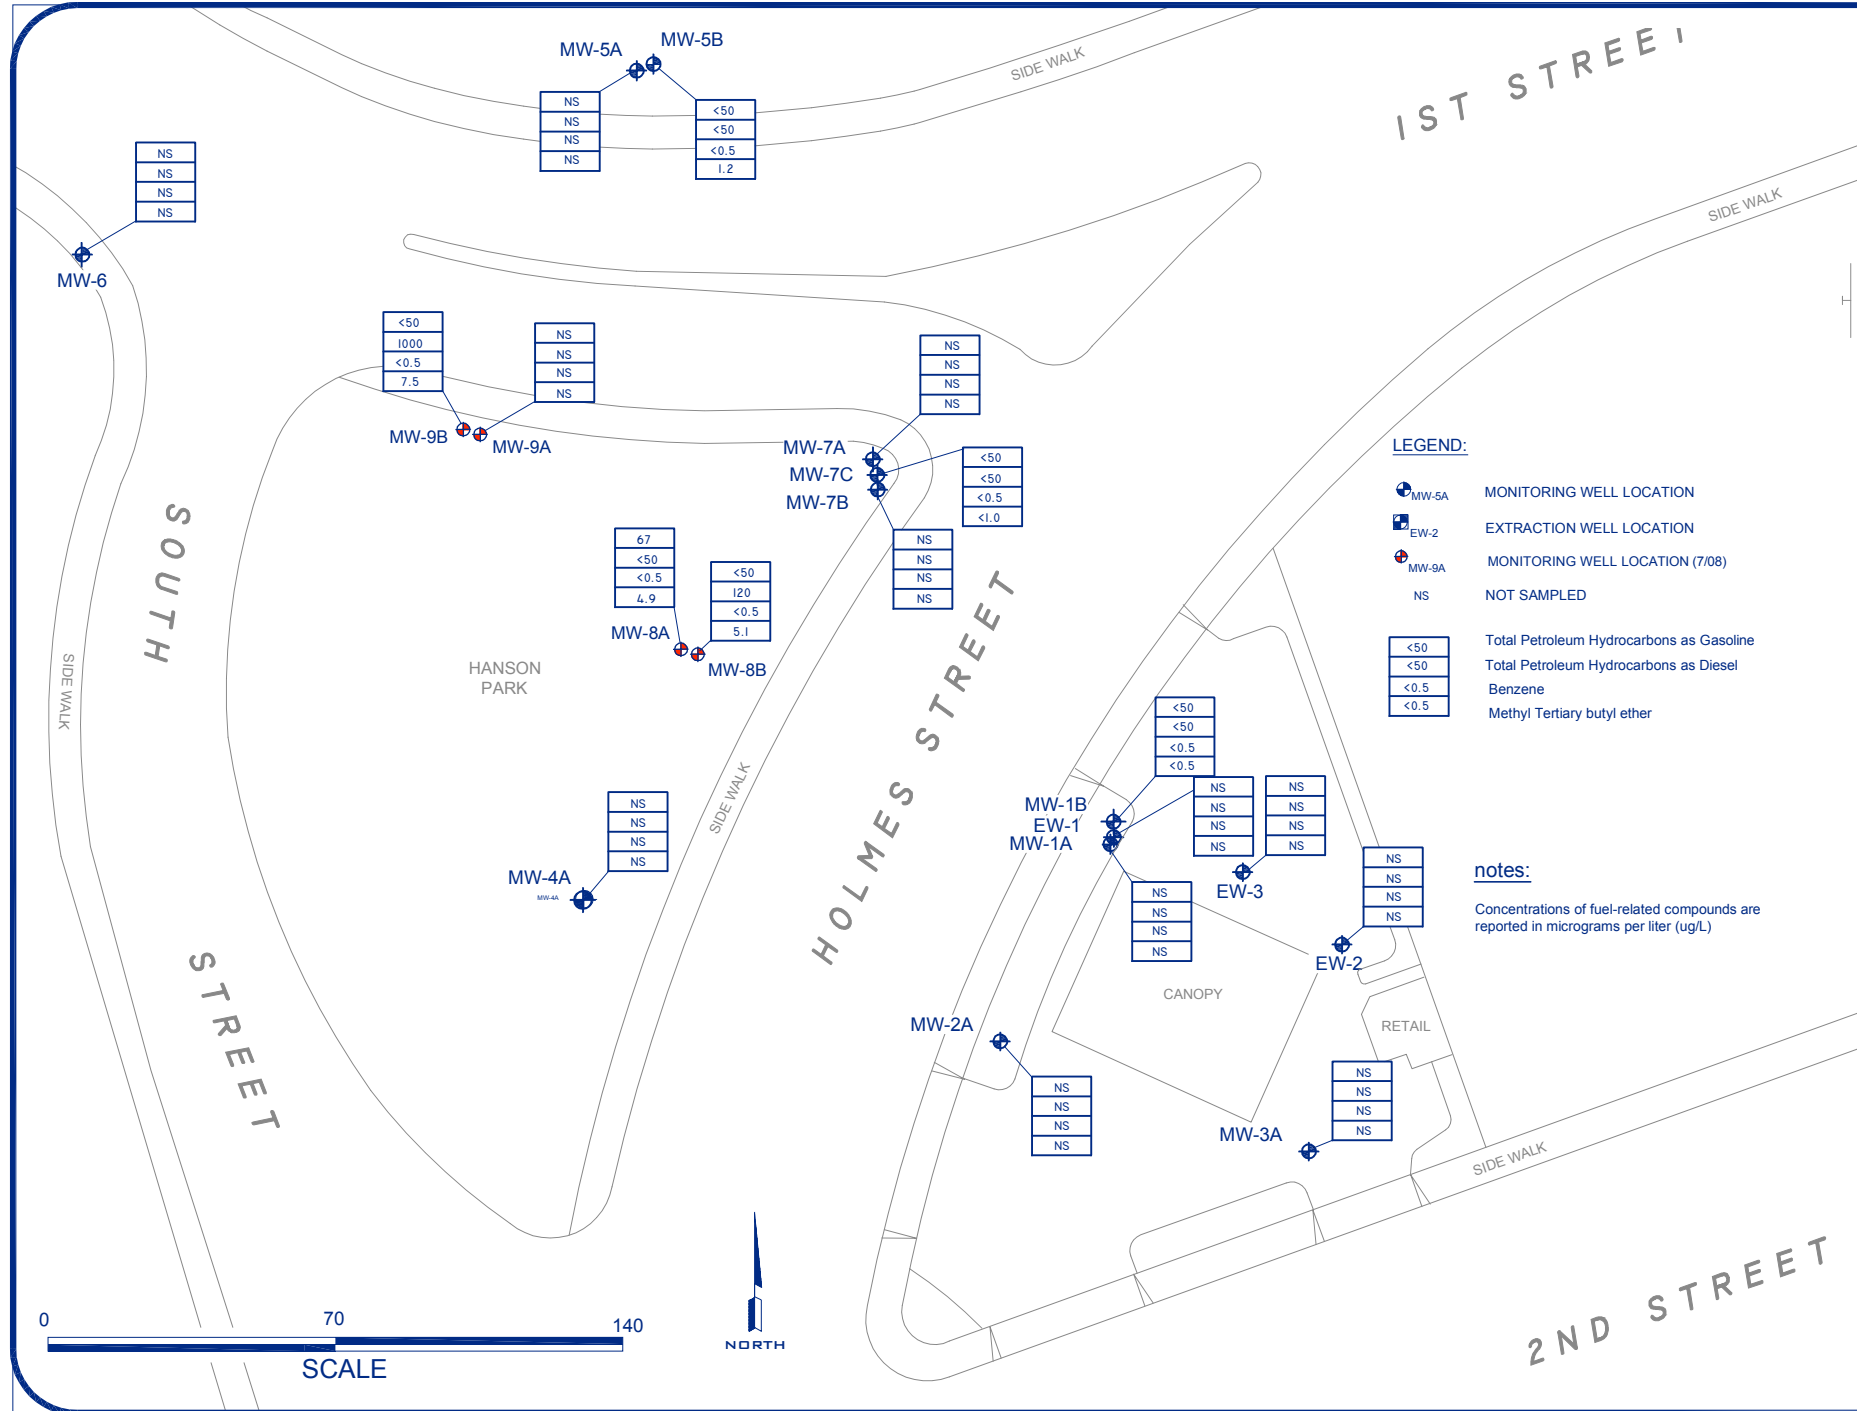 MW-5A
MW-5B
SIDE WALK
1ST STREET
NS
NS
NS
NS
<50
<50
<0.5
1.2
NS
NS
NS
NS
MW-6
SIDE WALK
<50
1000
<0.5
7.5
NS
NS
NS
NS
MW-9B
MW-9A
NS
NS
NS
NS
MW-7A
MW-7C
MW-7B
<50
<50
<0.5
<1.0
NS
NS
NS
NS
LEGEND:
MW-5A MONITORING WELL LOCATION
EW-2 EXTRACTION WELL LOCATION
MW-9A MONITORING WELL LOCATION (7/08)
NS NOT SAMPLED
<50 Total Petroleum Hydrocarbons as Gasoline
<50 Total Petroleum Hydrocarbons as Diesel
<0.5 Benzene
<0.5 Methyl Tertiary butyl ether
SOUTH
STREET
SIDE WALK
67
<50
<0.5
4.9
<50
120
<0.5
5.1
MW-8A
MW-8B
HANSON
PARK
HOLMES STREET
SIDE WALK
<50
<50
<0.5
<0.5
MW-1B
EW-1
MW-1A
NS
NS
NS
NS
NS
NS
NS
NS
EW-3
NS
NS
NS
NS
NS
NS
NS
NS
EW-2
NS
NS
NS
NS
MW-4A
MW-4A
notes:
Concentrations of fuel-related compounds are
reported in micrograms per liter (ug/L)
CANOPY
RETAIL
MW-2A
NS
NS
NS
NS
MW-3A
NS
NS
NS
NS
SIDE WALK
2ND STREET
0 70 140
SCALE
NORTH